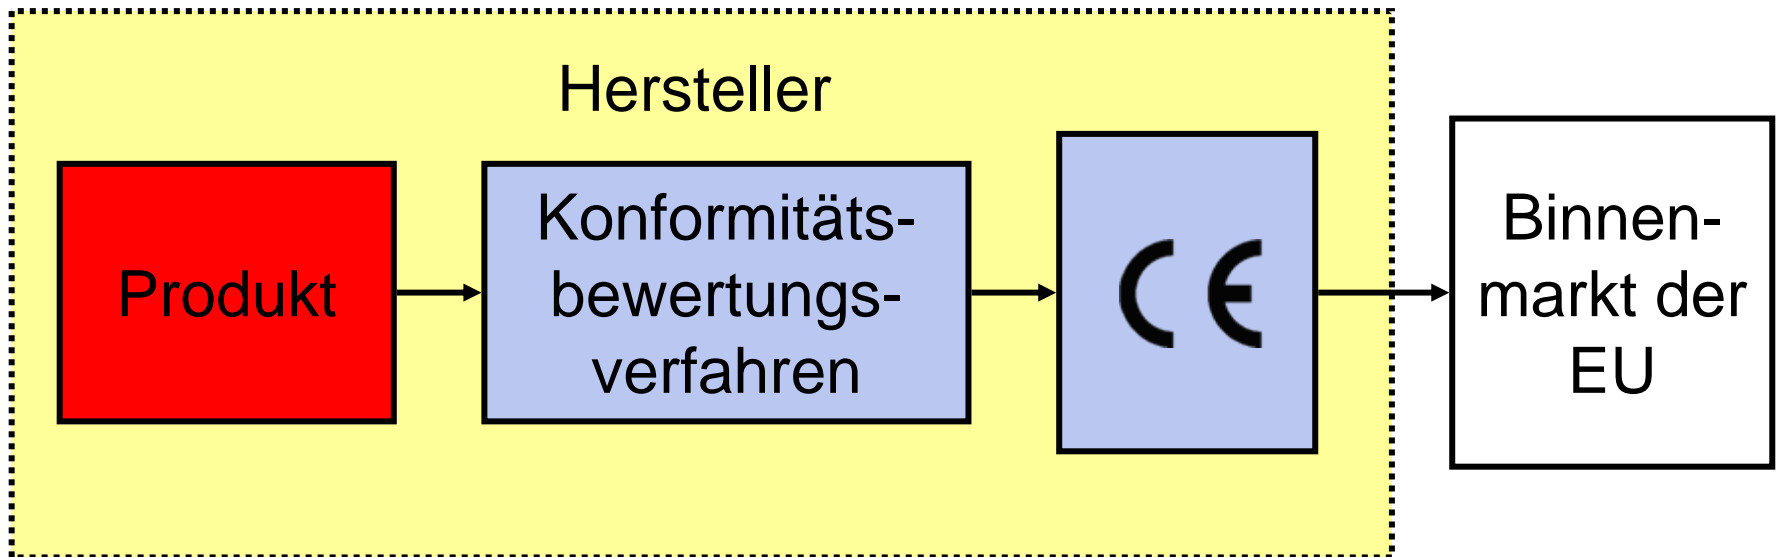 Hersteller
Produkt
Konformitäts-
bewertungs-
verfahren
CE
Binnen-
markt der
EU